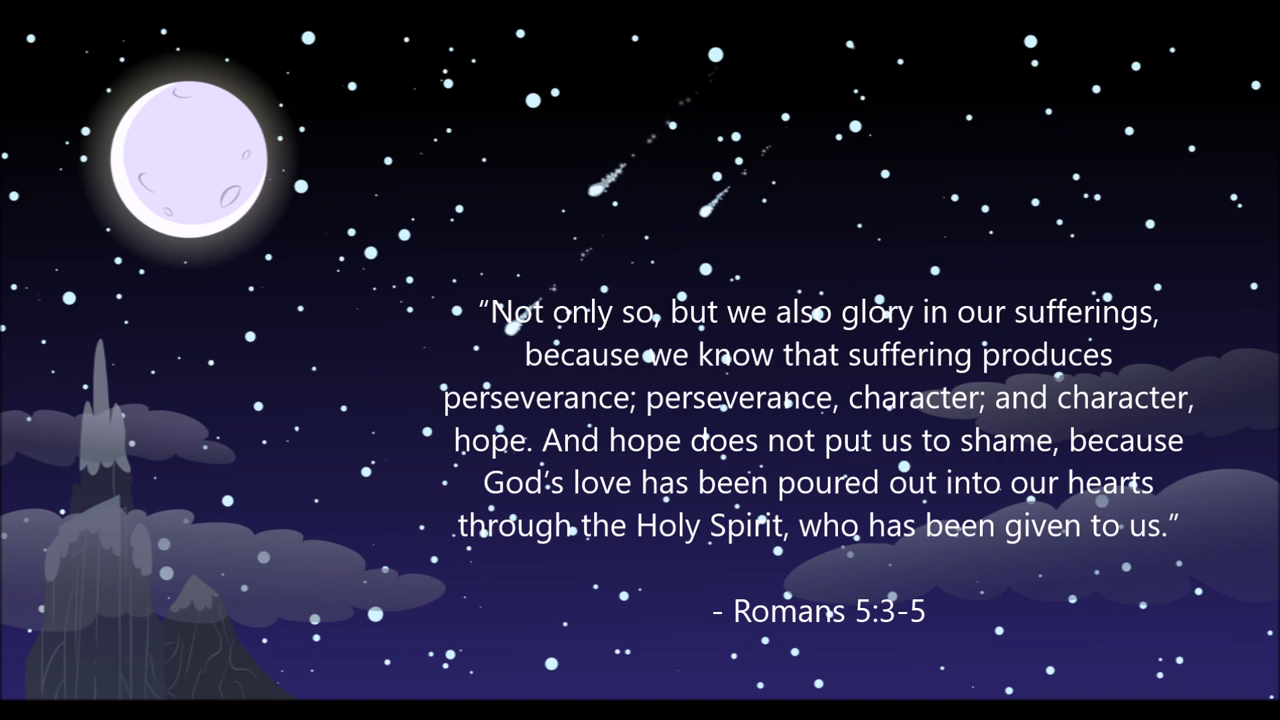 “Not only so, but we also glory in our sufferings,
because we know that suffering produces
perseverance; perseverance, character; and character,
hope. And hope does not put us to shame, because
God’s love has been poured out into our hearts
through the Holy Spirit, who has been given to us.”
- Romans 5:3-5